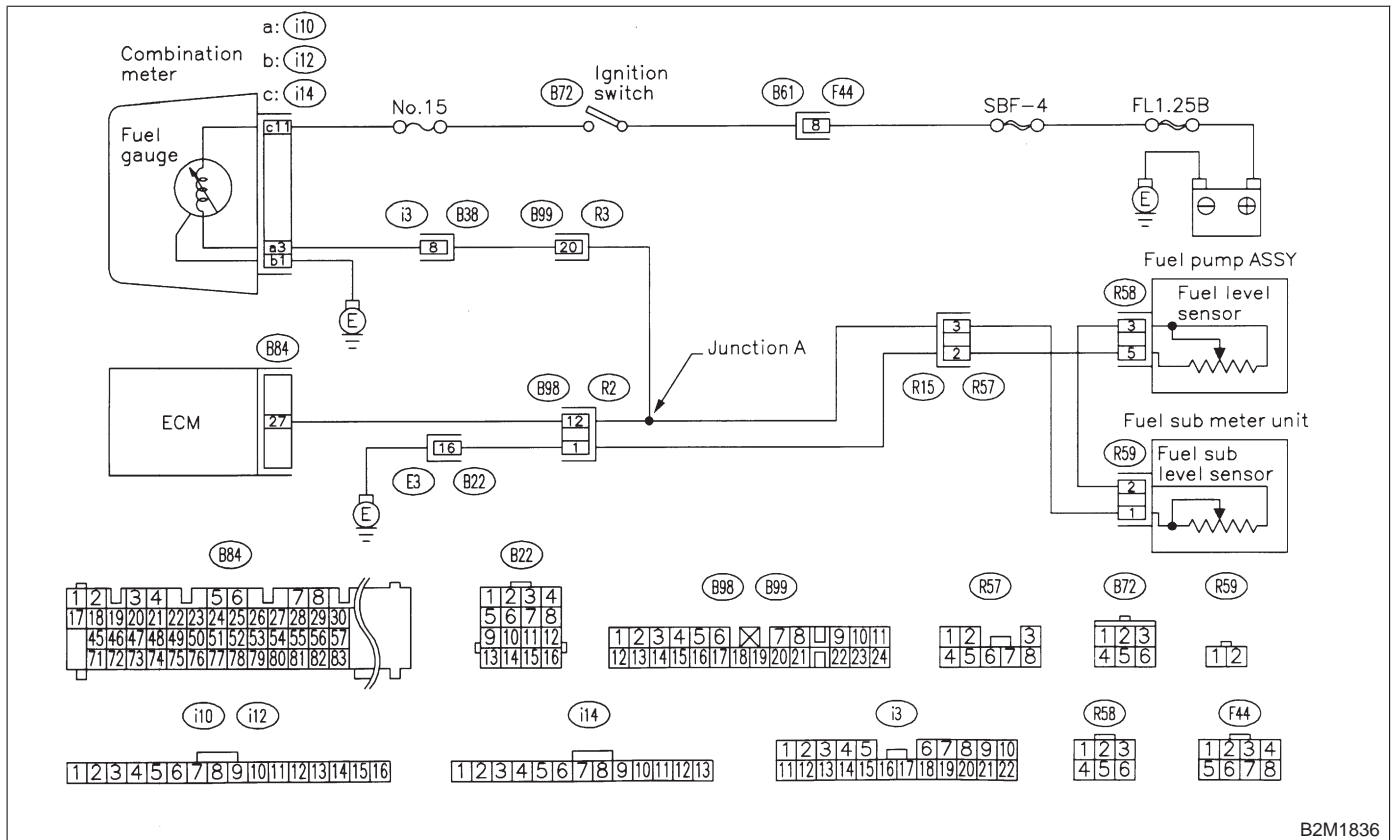 a: i10
Combination meter
b: i12
c: i14
Fuel gauge
c11
a3
b1
No.15
B72
Ignition switch
B61 F44
8
SBF-4
FL1.25B
E
⊖ ⊕
i3 B38
8
B99 R3
20
E
Fuel pump ASSY
R58
Fuel level sensor
3
5
B84
ECM
27
B98 R2
12
1
Junction A
3
2
R15 R57
E3 B22
16
E
Fuel sub meter unit
R59
Fuel sub level sensor
2
1
B84
1 2 3 4 5 6 7 8
17 18 19 20 21 22 23 24 25 26 27 28 29 30
45 46 47 48 49 50 51 52 53 54 55 56 57
71 72 73 74 75 76 77 78 79 80 81 82 83
B22
1 2 3 4
5 6 7 8
9 10 11 12
13 14 15 16
B98 B99
1 2 3 4 5 6 7 8 9 10 11
12 13 14 15 16 17 18 19 20 21 22 23 24
R57
1 2 3
4 5 6 7 8
B72
1 2 3
4 5 6
R59
1 2
i10 i12
1 2 3 4 5 6 7 8 9 10 11 12 13 14 15 16
i14
1 2 3 4 5 6 7 8 9 10 11 12 13
i3
1 2 3 4 5 6 7 8 9 10
11 12 13 14 15 16 17 18 19 20 21 22
R58
1 2 3
4 5 6
F44
1 2 3 4
5 6 7 8
B2M1836